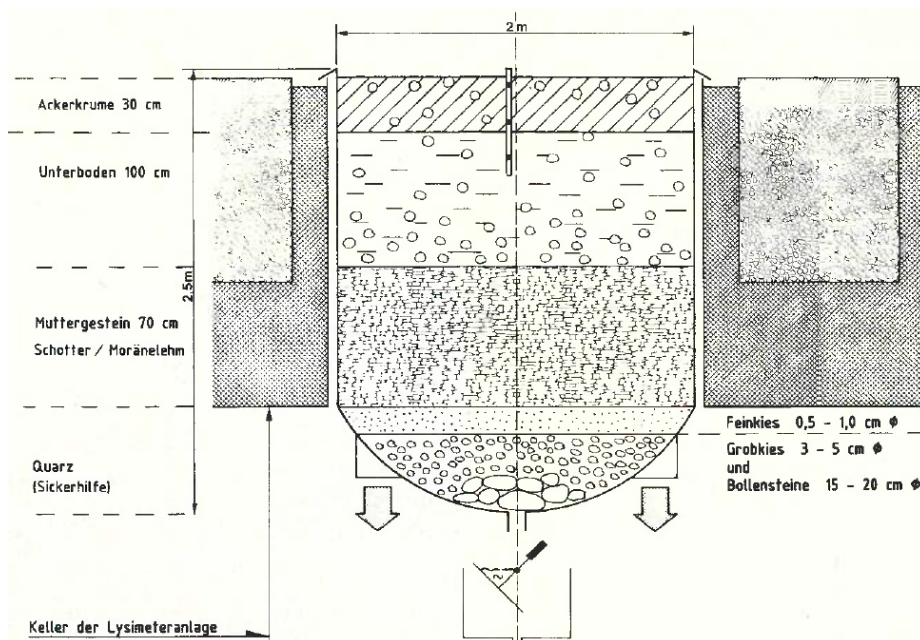 2 m
Ackerkrume 30 cm
Unterboden 100 cm
2.5m
Muttergestein 70 cm
Schotter / Moränelehm
Feinkies 0,5 - 1,0 cm ϕ
Grobkies 3 - 5 cm ϕ
und
Bollensteine 15 - 20 cm ϕ
Quarz
(Sickerhilfe)
Keller der Lysimeteranlage